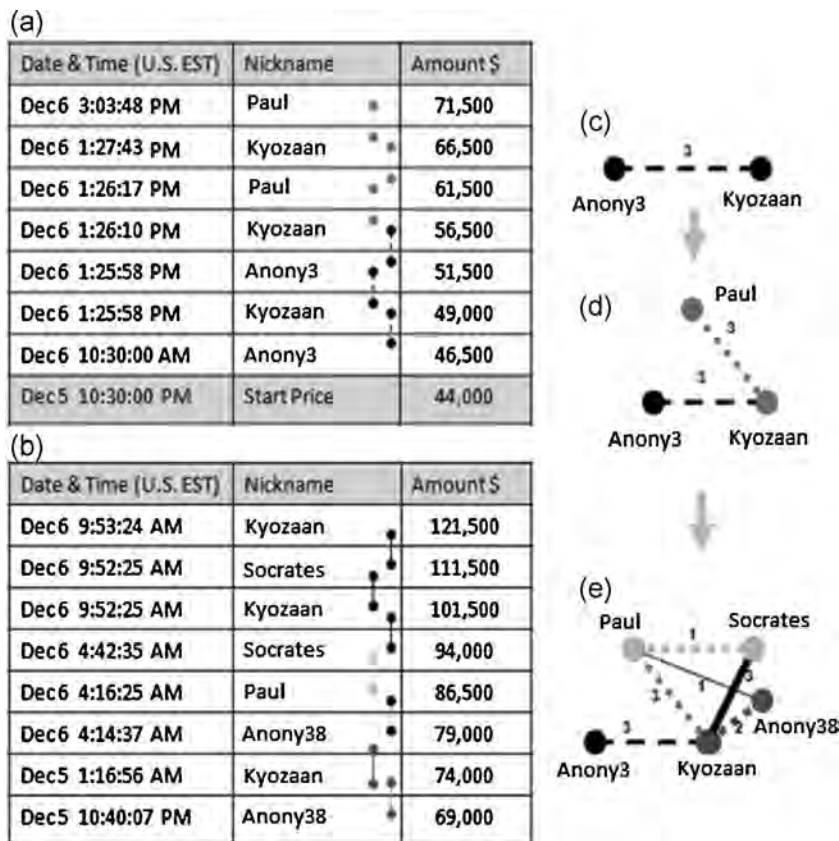 (a)
Date & Time (U.S. EST) Nickname Amount $
Dec6 3:03:48 PM Paul 71,500
Dec6 1:27:43 PM Kyozaan 66,500
Dec6 1:26:17 PM Paul 61,500
Dec6 1:26:10 PM Kyozaan 56,500
Dec6 1:25:58 PM Anony3 51,500
Dec6 1:25:58 PM Kyozaan 49,000
Dec6 10:30:00 AM Anony3 46,500
Dec5 10:30:00 PM Start Price 44,000
(b)
Date & Time (U.S. EST) Nickname Amount $
Dec6 9:53:24 AM Kyozaan 121,500
Dec6 9:52:25 AM Socrates 111,500
Dec6 9:52:25 AM Kyozaan 101,500
Dec6 4:42:35 AM Socrates 94,000
Dec6 4:16:25 AM Paul 86,500
Dec6 4:14:37 AM Anony38 79,000
Dec5 1:16:56 AM Kyozaan 74,000
Dec5 10:40:07 PM Anony38 69,000
(c)
3
Anony3 Kyozaan
(d)
Paul
3
3
Anony3 Kyozaan
(e)
Paul Socrates
1
3 1 3
2 Anony38
3
Anony3 Kyozaan